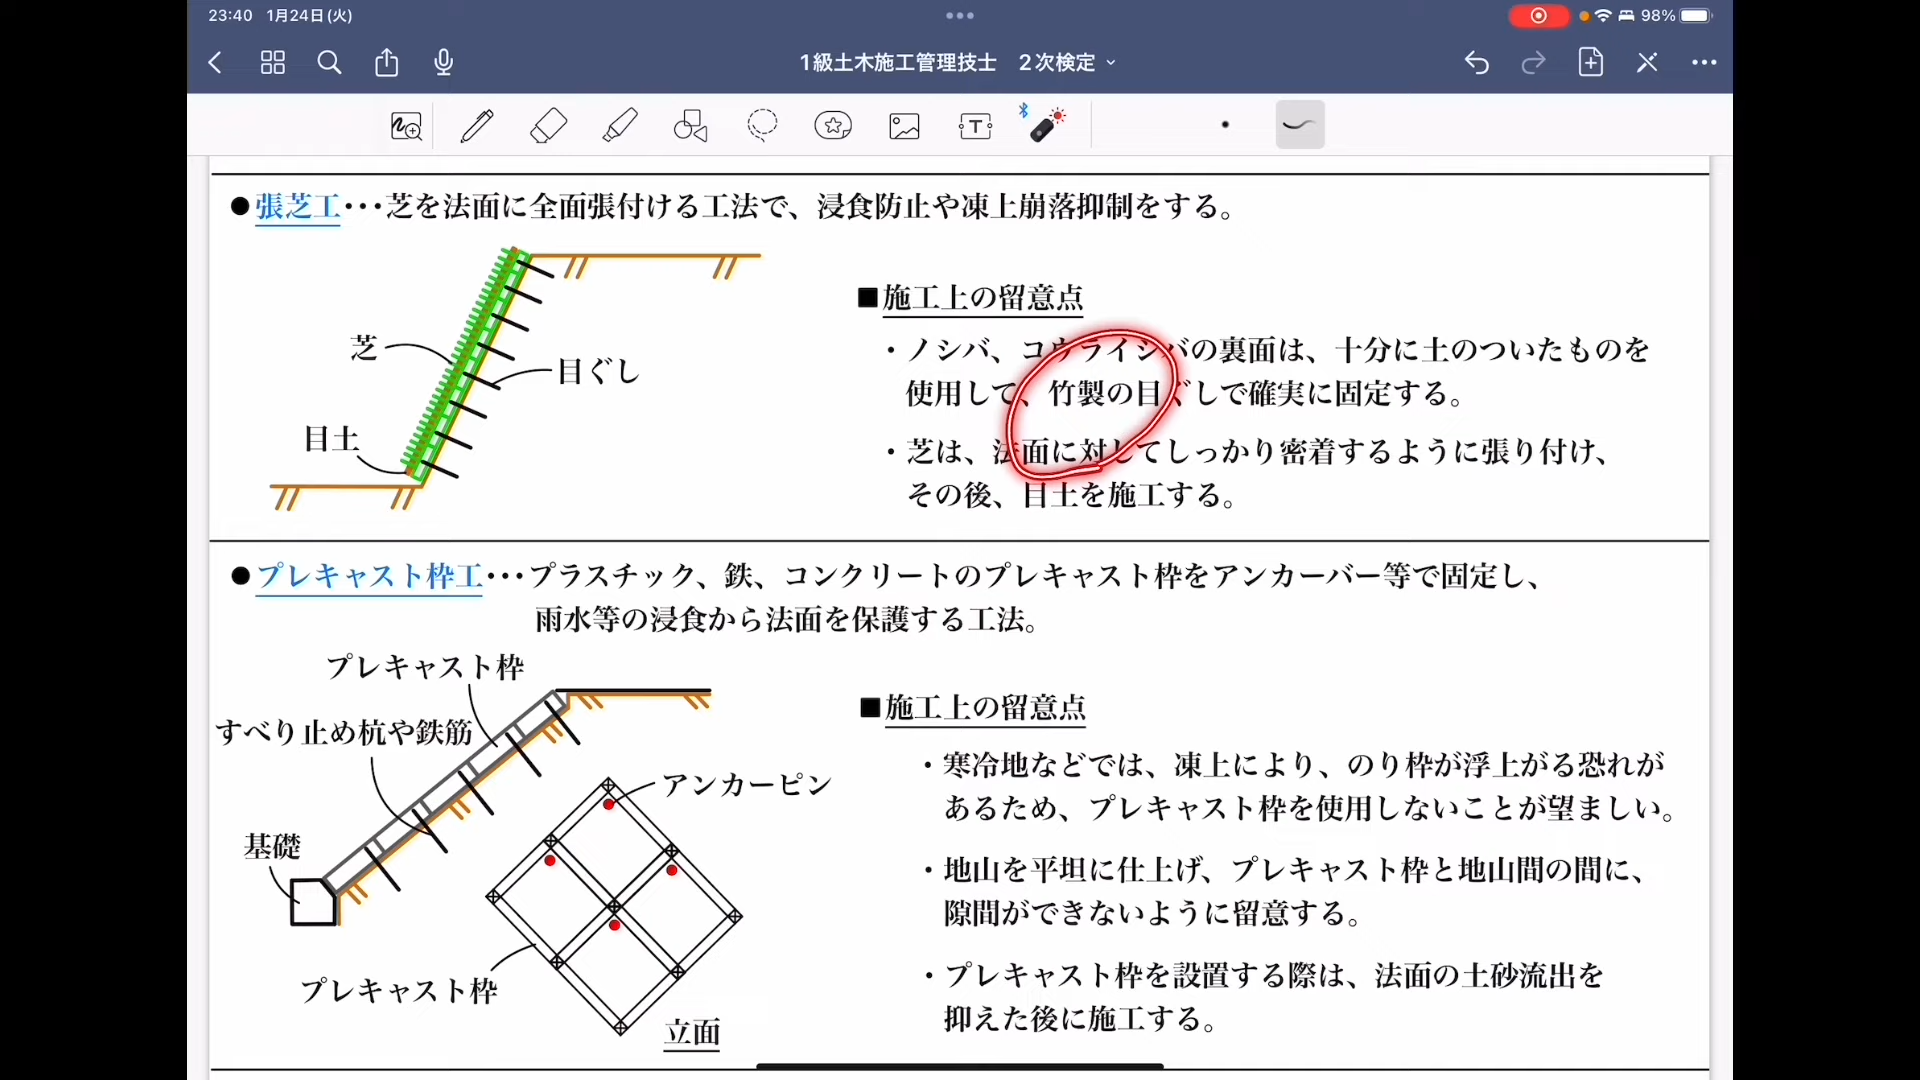 23:40 1月24日(火)
98%
1級土木施工管理技士 2次検定
●張芝工･･･芝を法面に全面張付ける工法で、浸食防止や凍上崩落抑制をする。
芝
目ぐし
目土
■施工上の留意点
・ノシバ、コウライシバの裏面は、十分に土のついたものを
使用して、竹製の目ぐしで確実に固定する。
・芝は、法面に対してしっかり密着するように張り付け、
その後、目土を施工する。
●プレキャスト枠工･･･プラスチック、鉄、コンクリートのプレキャスト枠をアンカーバー等で固定し、
雨水等の浸食から法面を保護する工法。
プレキャスト枠
すべり止め杭や鉄筋
アンカーピン
基礎
プレキャスト枠
立面
■施工上の留意点
・寒冷地などでは、凍上により、のり枠が浮上がる恐れが
あるため、プレキャスト枠を使用しないことが望ましい。
・地山を平坦に仕上げ、プレキャスト枠と地山間の間に、
隙間ができないように留意する。
・プレキャスト枠を設置する際は、法面の土砂流出を
抑えた後に施工する。